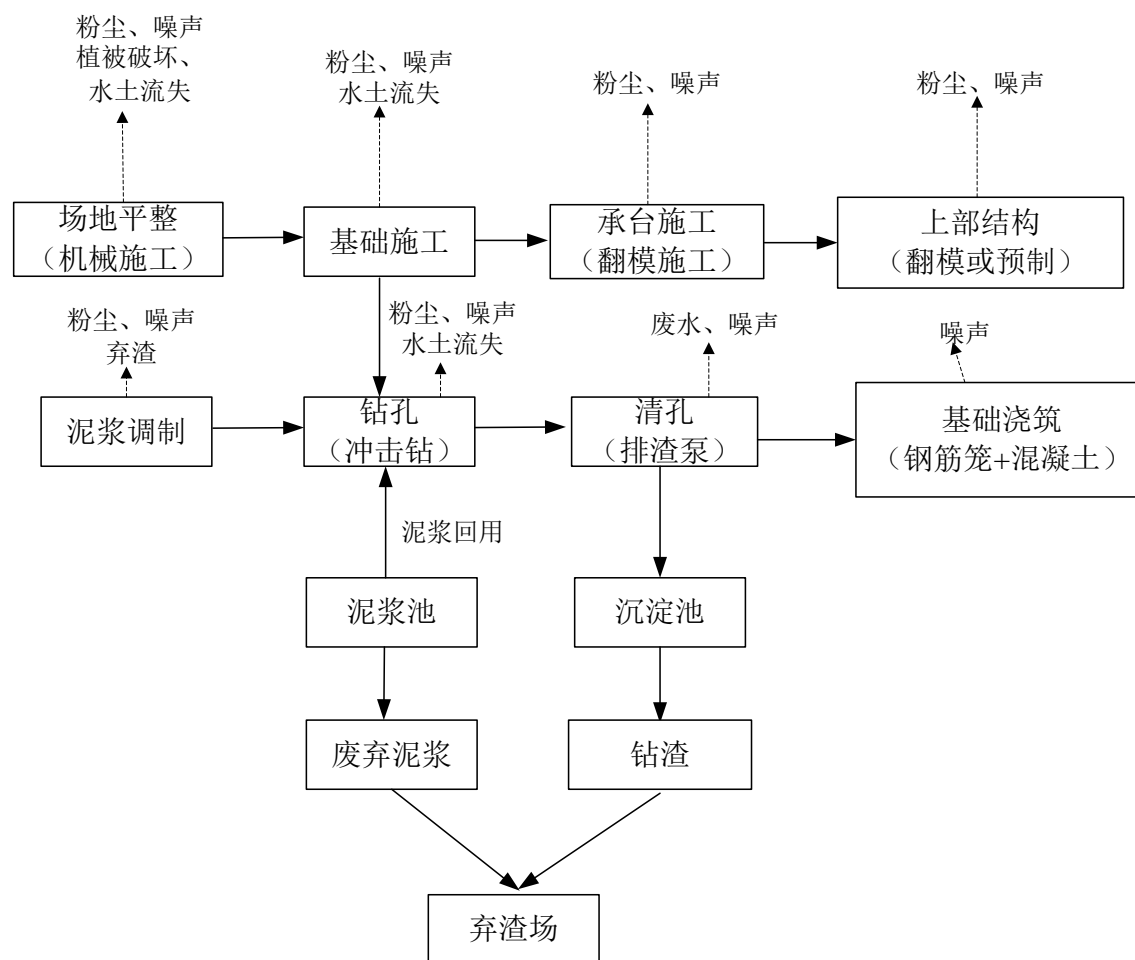 粉尘、噪声
植被破坏、
水土流失
粉尘、噪声
水土流失
粉尘、噪声
粉尘、噪声
场地平整
（机械施工）
基础施工
承台施工
（翻模施工）
上部结构
（翻模或预制）
粉尘、噪声
弃渣
粉尘、噪声
水土流失
废水、噪声
噪声
泥浆调制
钻孔
（冲击钻）
清孔
（排渣泵）
基础浇筑
（钢筋笼+混凝土）
泥浆回用
泥浆池
沉淀池
废弃泥浆
钻渣
弃渣场